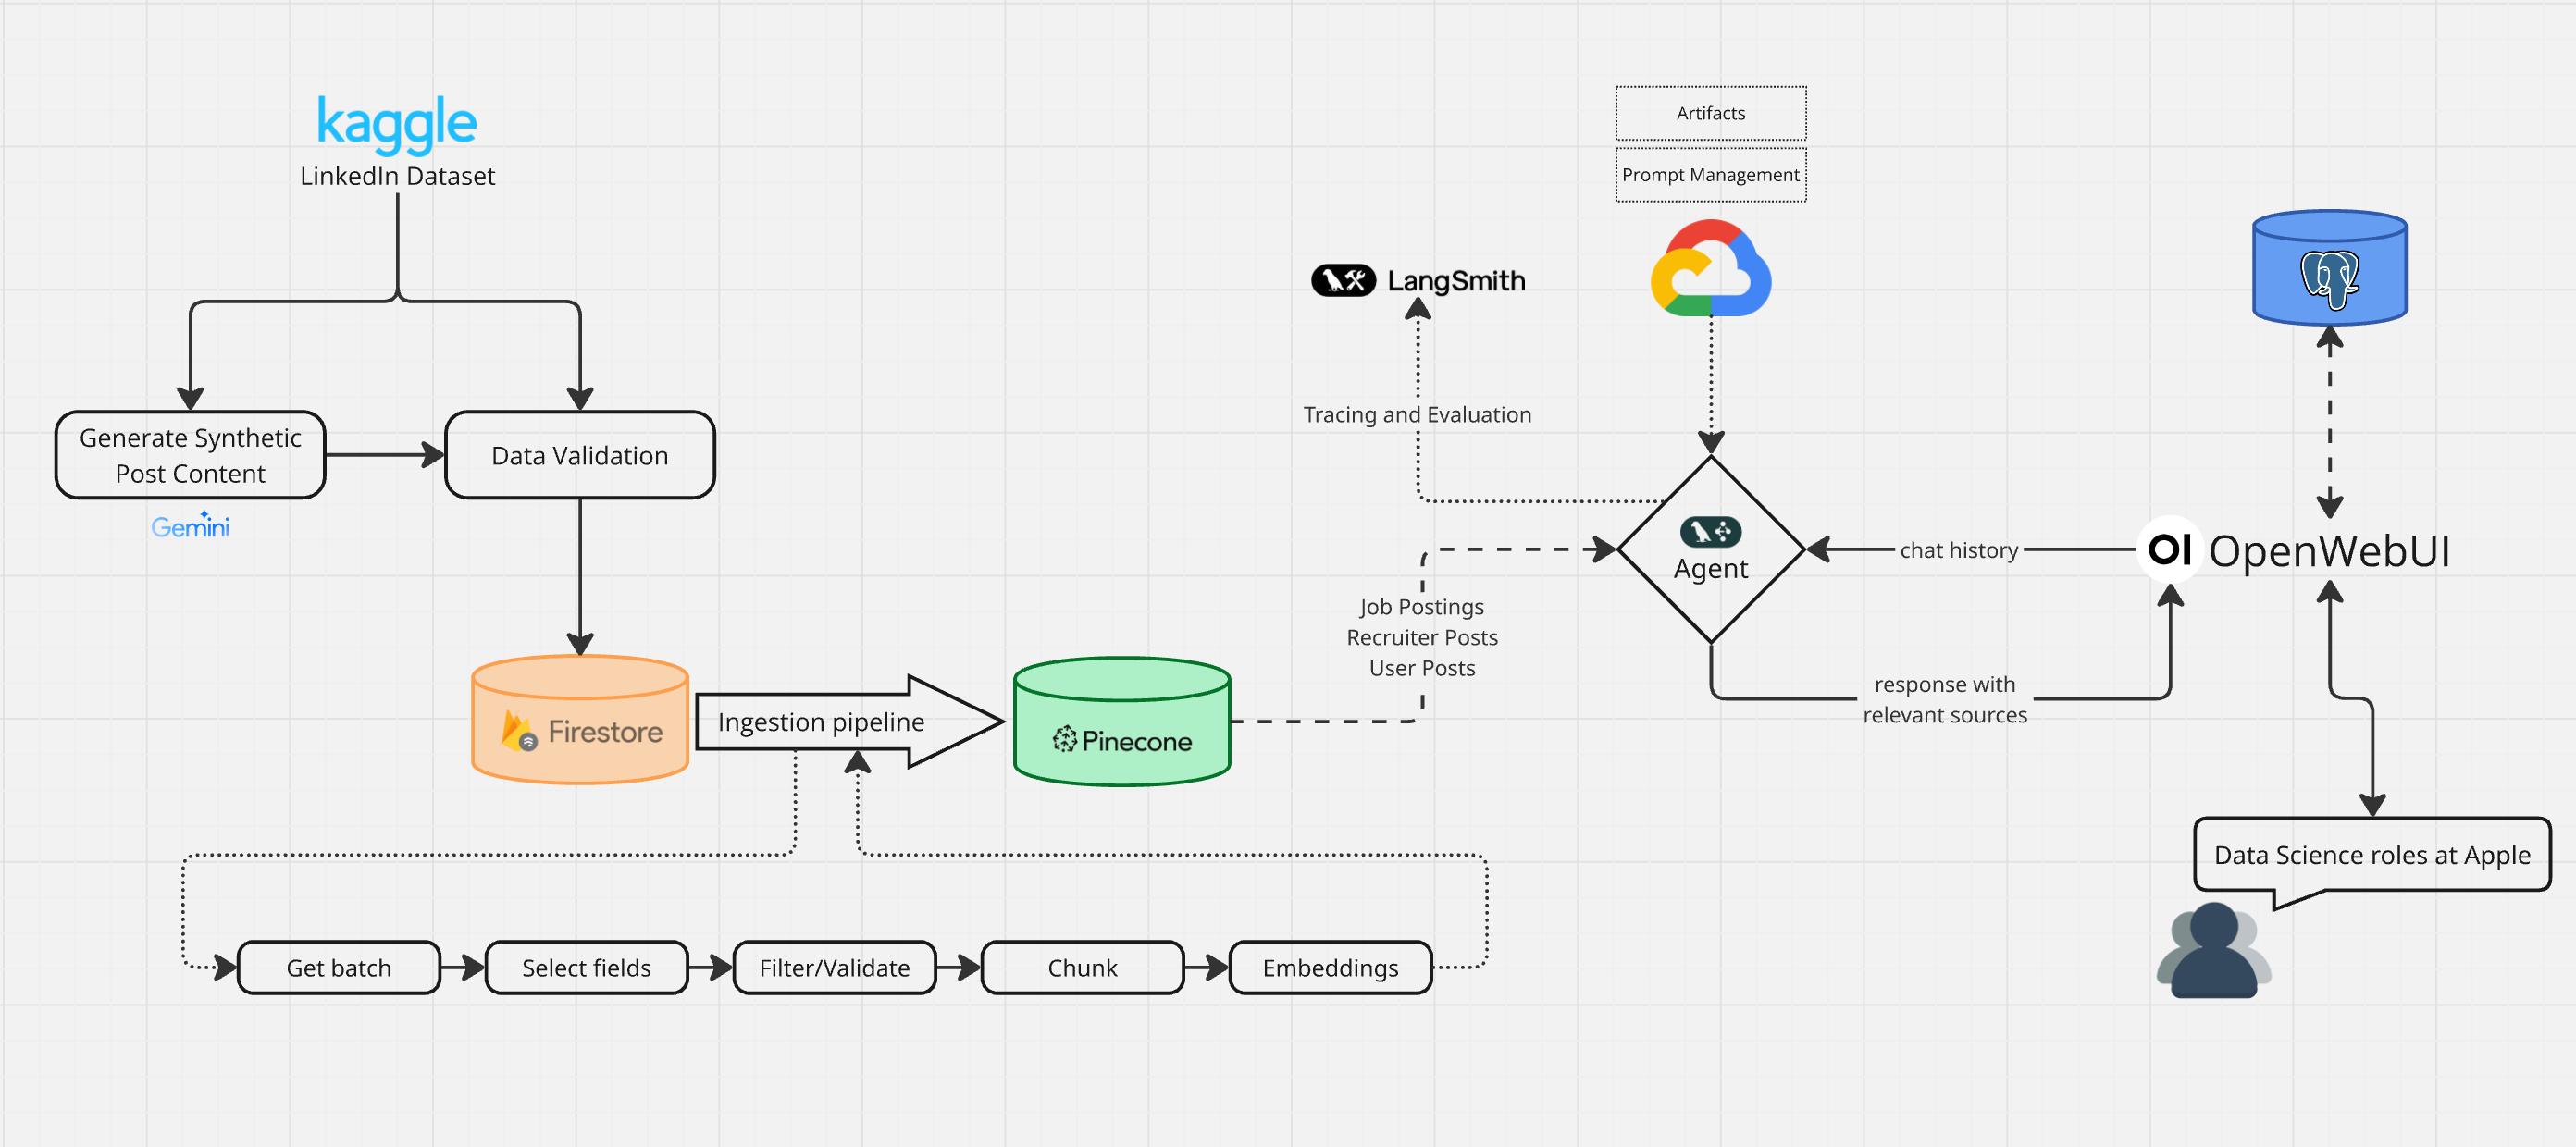 kaggle
LinkedIn Dataset
Generate Synthetic
Post Content
Gemini
Data Validation
Firestore
Ingestion pipeline
Pinecone
Get batch
Select fields
Filter/Validate
Chunk
Embeddings
Job Postings
Recruiter Posts
User Posts
LangSmith
Tracing and Evaluation
Artifacts
Prompt Management
Agent
chat history
response with
relevant sources
OI OpenWebUI
Data Science roles at Apple